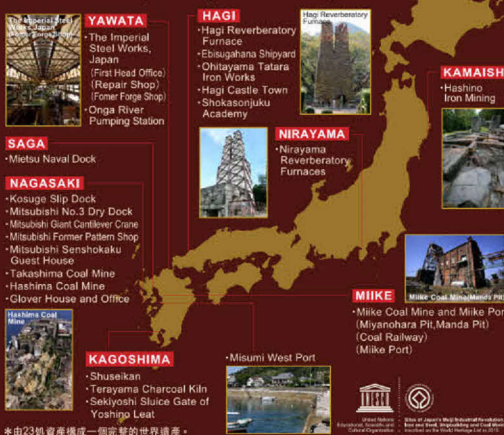 The Imperial Steel
Works, Japan
(Former Forge Shop)
YAWATA
・The Imperial
Steel Works,
Japan
(First Head Office)
(Repair Shop)
(Fomer Forge Shop)
・Onga River
Pumping Station
SAGA
・Mietsu Naval Dock
NAGASAKI
・Kosuge Slip Dock
・Mitsubishi No.3 Dry Dock
・Mitsubishi Giant Cantilever Crane
・Mitsubishi Former Pattern Shop
・Mitsubishi Senshokaku
Guest House
・Takashima Coal Mine
・Hashima Coal Mine
・Glover House and Office
Hashima Coal
Mine
HAGI
・Hagi Reverberatory
Furnace
・Ebisugahana Shipyard
・Ohitayama Tatara
Iron Works
・Hagi Castle Town
・Shokasonjuku
Academy
Hagi Reverberatory
Furnace
NIRAYAMA
・Nirayama
Reverberatory
Furnaces
KAMAISH
・Hashino
Iron Mining
MIIKE
Miike Coal Mine(Manda Pit)
・Miike Coal Mine and Miike Por
(Miyanohara Pit,Manda Pit)
(Coal Railway)
(Miike Port)
KAGOSHIMA
・Shuseikan
・Terayama Charcoal Kiln
・Sekiyoshi Sluice Gate of
Yoshino Leat
・Misumi West Port
United Nations
Educational, Scientific and
Cultural Organization
Sites of Japan's Meiji Industrial Revolution:
Iron and Steel, Shipbuilding and Coal Mining
inscribed on the World Heritage List in 2015
＊由23処資産構成一個完整的世界遺産。